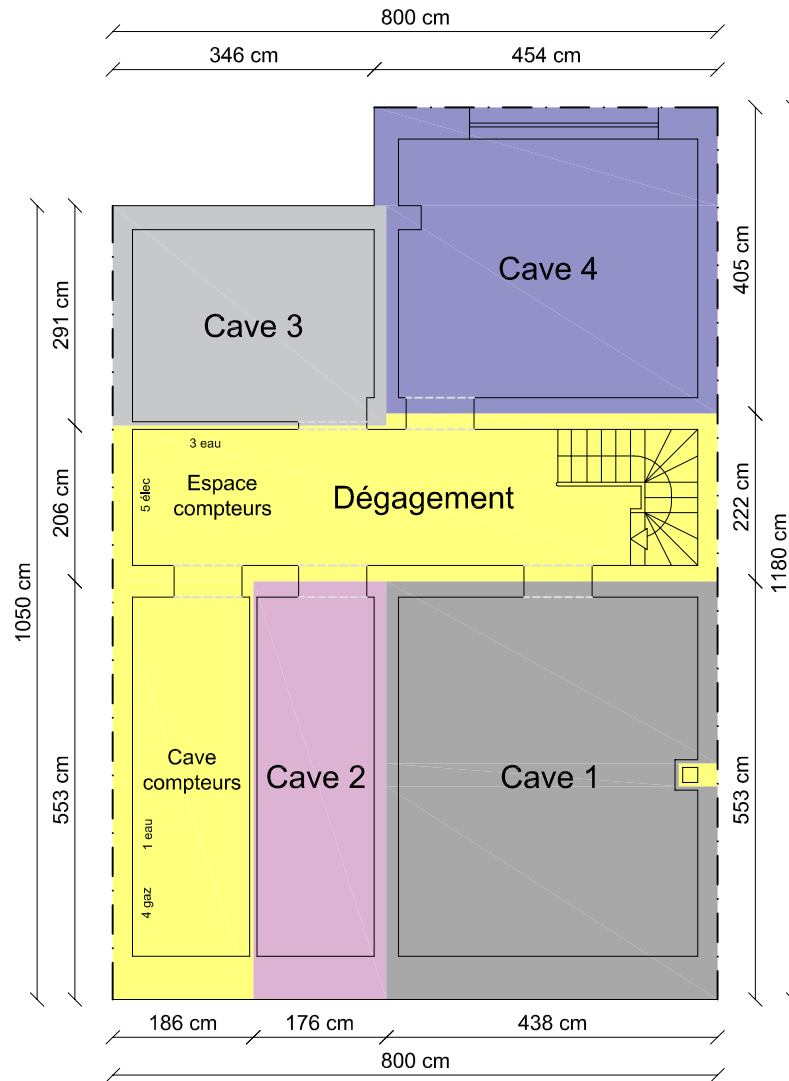 800 cm
346 cm
454 cm
405 cm
Cave 4
291 cm
Cave 3
3 eau
5 élec
Espace
compteurs
Dégagement
206 cm
222 cm
1050 cm
1180 cm
Cave
compteurs
Cave 2
Cave 1
1 eau
4 gaz
553 cm
553 cm
186 cm
176 cm
438 cm
800 cm